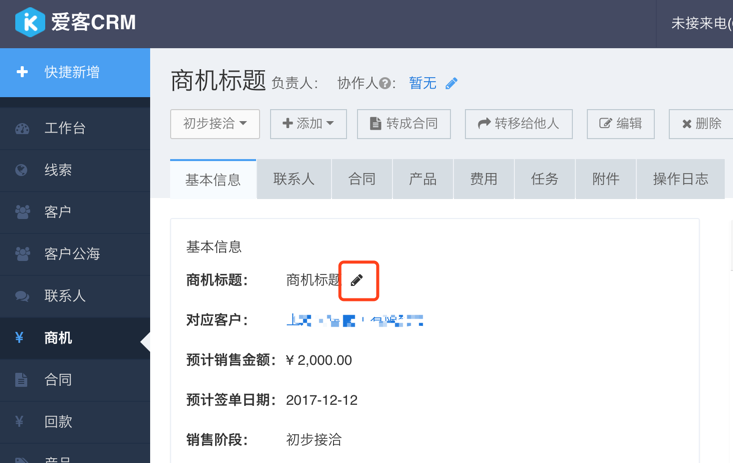 爱客CRM
未接来电(
快捷新增
商机标题 负责人： 协作人?： 暂无
工作台
初步接洽
添加
转成合同
转移给他人
编辑
删除
线索
基本信息
联系人
合同
产品
费用
任务
附件
操作日志
客户
客户公海
联系人
商机
合同
回款
产品
基本信息
商机标题： 商机标题
对应客户：
预计销售金额： ¥ 2,000.00
预计签单日期： 2017-12-12
销售阶段： 初步接洽